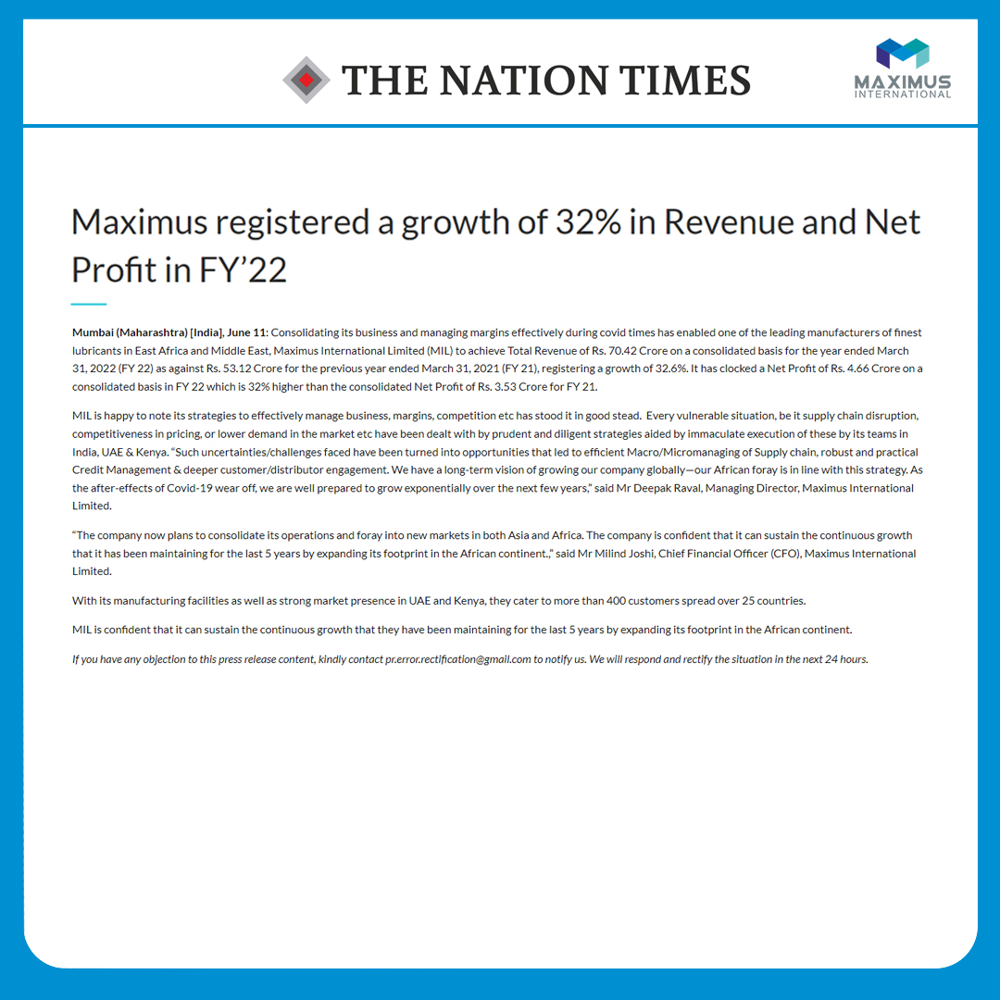 THE NATION TIMES
MAXIMUS
INTERNATIONAL
Maximus registered a growth of 32% in Revenue and Net
Profit in FY’22
Mumbai (Maharashtra) [India], June 11: Consolidating its business and managing margins effectively during covid times has enabled one of the leading manufacturers of finest
lubricants in East Africa and Middle East, Maximus International Limited (MIL) to achieve Total Revenue of Rs. 70.42 Crore on a consolidated basis for the year ended March
31, 2022 (FY 22) as against Rs. 53.12 Crore for the previous year ended March 31, 2021 (FY 21), registering a growth of 32.6%. It has clocked a Net Profit of Rs. 4.66 Crore on a
consolidated basis in FY 22 which is 32% higher than the consolidated Net Profit of Rs. 3.53 Crore for FY 21.
MIL is happy to note its strategies to effectively manage business, margins, competition etc has stood it in good stead.  Every vulnerable situation, be it supply chain disruption,
competitiveness in pricing, or lower demand in the market etc have been dealt with by prudent and diligent strategies aided by immaculate execution of these by its teams in
India, UAE & Kenya. “Such uncertainties/challenges faced have been turned into opportunities that led to efficient Macro/Micromanaging of Supply chain, robust and practical
Credit Management & deeper customer/distributor engagement. We have a long-term vision of growing our company globally—our African foray is in line with this strategy. As
the after-effects of Covid-19 wear off, we are well prepared to grow exponentially over the next few years,” said Mr Deepak Raval, Managing Director, Maximus International
Limited.
“The company now plans to consolidate its operations and foray into new markets in both Asia and Africa. The company is confident that it can sustain the continuous growth
that it has been maintaining for the last 5 years by expanding its footprint in the African continent.,” said Mr Milind Joshi, Chief Financial Officer (CFO), Maximus International
Limited.
With its manufacturing facilities as well as strong market presence in UAE and Kenya, they cater to more than 400 customers spread over 25 countries.
MIL is confident that it can sustain the continuous growth that they have been maintaining for the last 5 years by expanding its footprint in the African continent.
If you have any objection to this press release content, kindly contact pr.error.rectification@gmail.com to notify us. We will respond and rectify the situation in the next 24 hours.